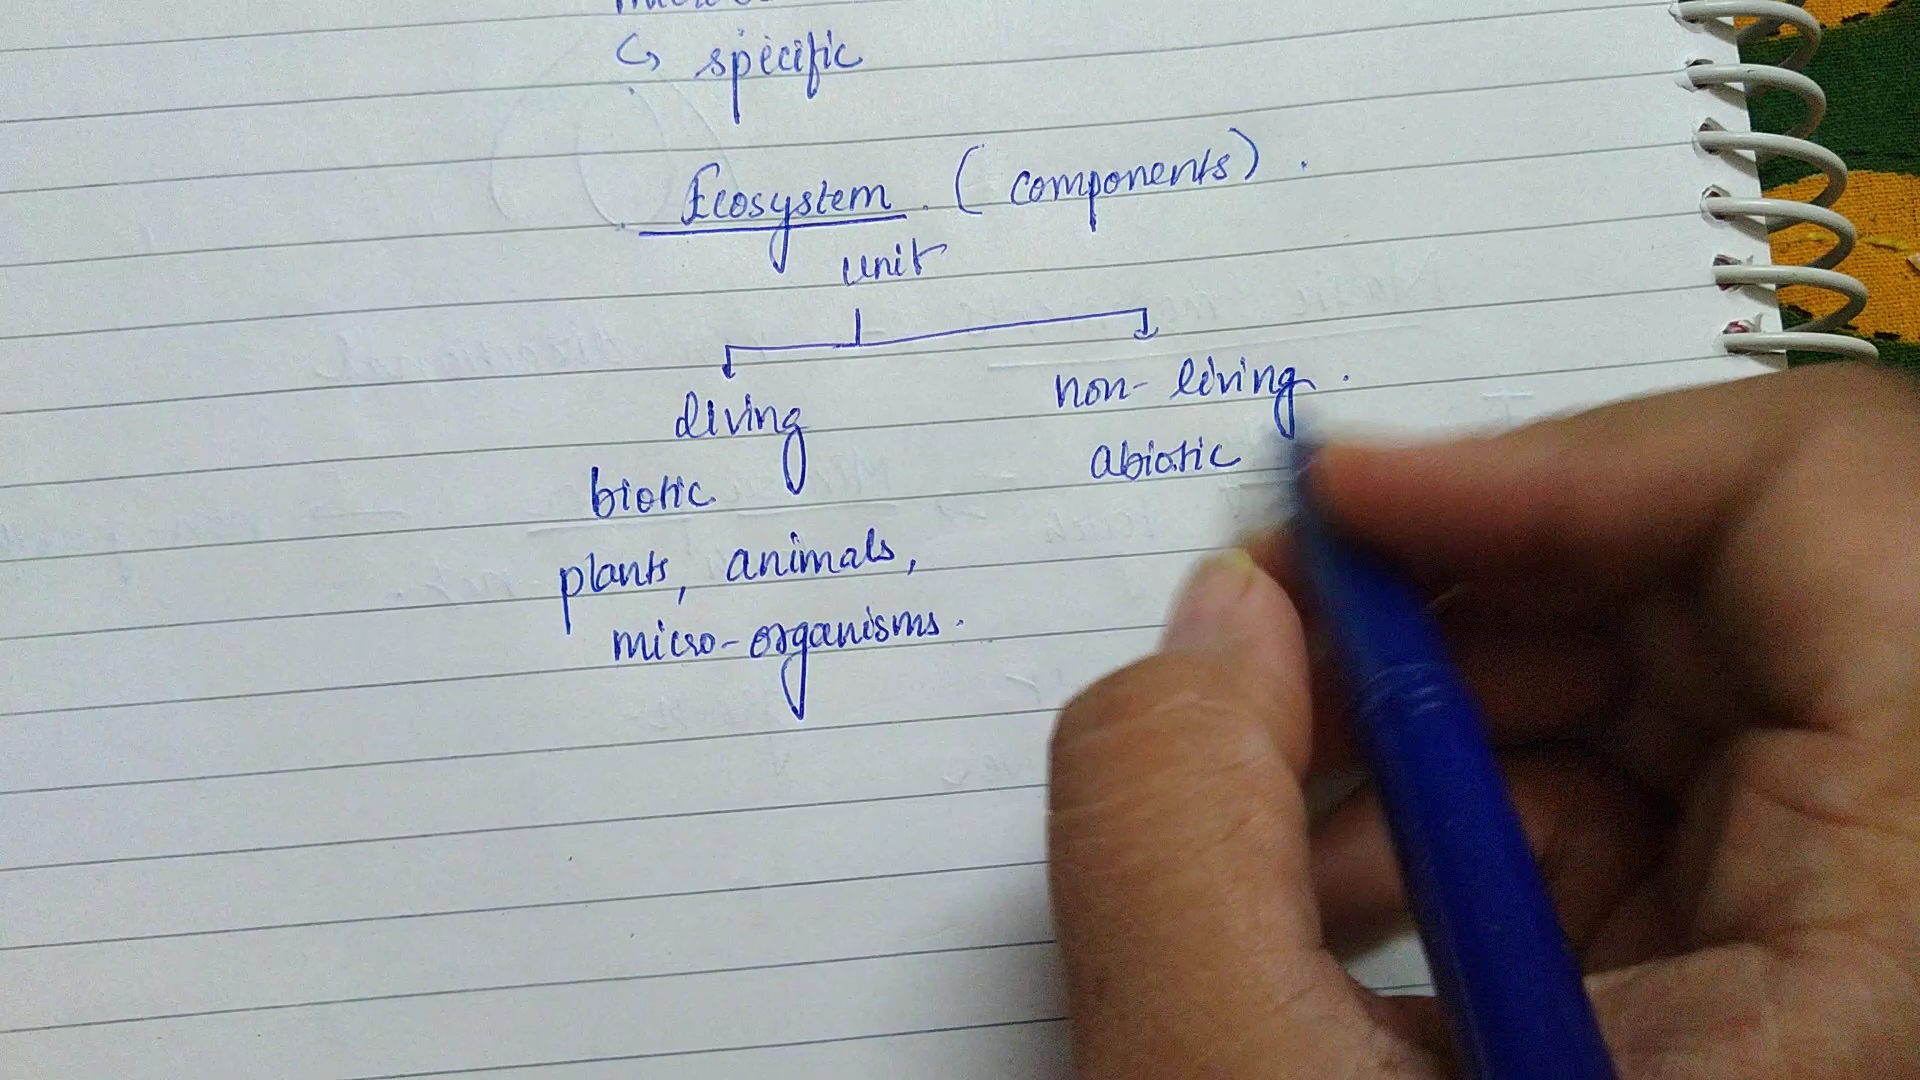 ↳ specific
Ecosystem. (components).
unit
living
non-living.
biotic.
abiotic
plants, animals,
micro-organisms.